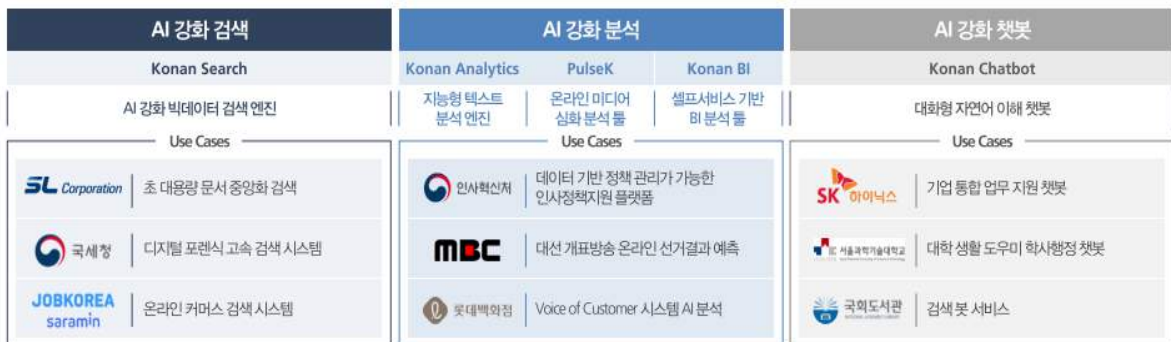 AI 강화 검색
Konan Search
AI 강화 빅데이터 검색 엔진
Use Cases
SL Corporation 초 대용량 문서 중앙화 검색
국세청 디지털 포렌식 고속 검색 시스템
JOBKOREA
saramin
온라인 커머스 검색 시스템
AI 강화 분석
Konan Analytics PulseK Konan BI
지능형 텍스트
분석 엔진
온라인 미디어
심화 분석 툴
셀프서비스 기반
BI 분석 툴
Use Cases
인사혁신처
데이터 기반 정책 관리가 가능한
인사정책지원 플랫폼
MBC 대선 개표방송 온라인 선거결과 예측
롯데백화점 Voice of Customer 시스템 AI 분석
AI 강화 챗봇
Konan Chatbot
대화형 자연어 이해 챗봇
Use Cases
SK 하이닉스 기업 통합 업무 지원 챗봇
서울과학기술대학교 대학 생활 도우미 학사행정 챗봇
국회도서관 검색 봇 서비스